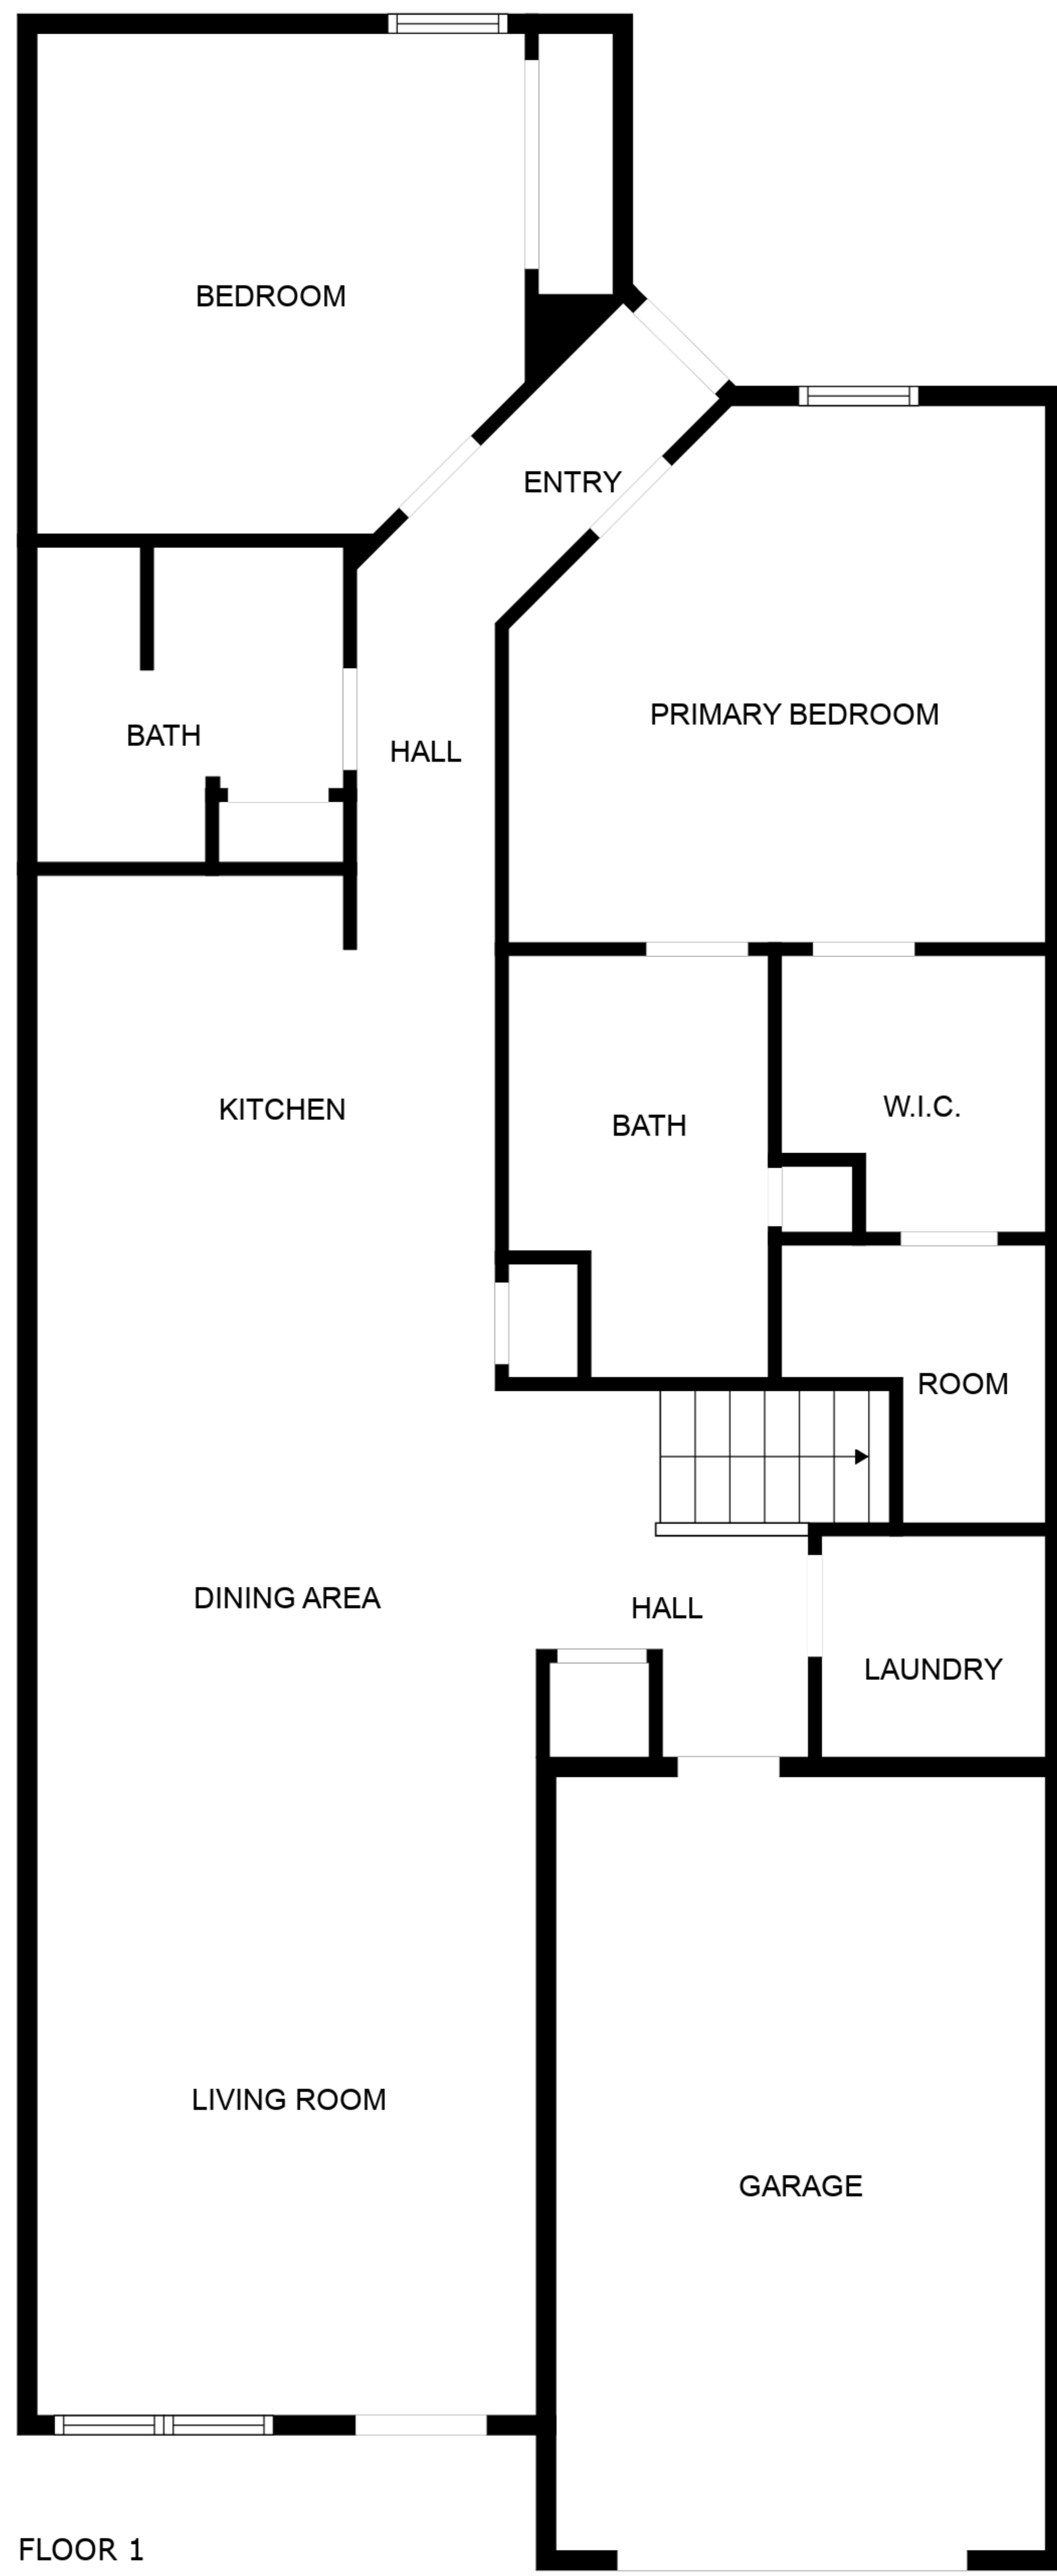 BEDROOM
ENTRY
PRIMARY BEDROOM
BATH
HALL
KITCHEN
BATH
W.I.C.
ROOM
DINING AREA
HALL
LAUNDRY
LIVING ROOM
GARAGE
FLOOR 1